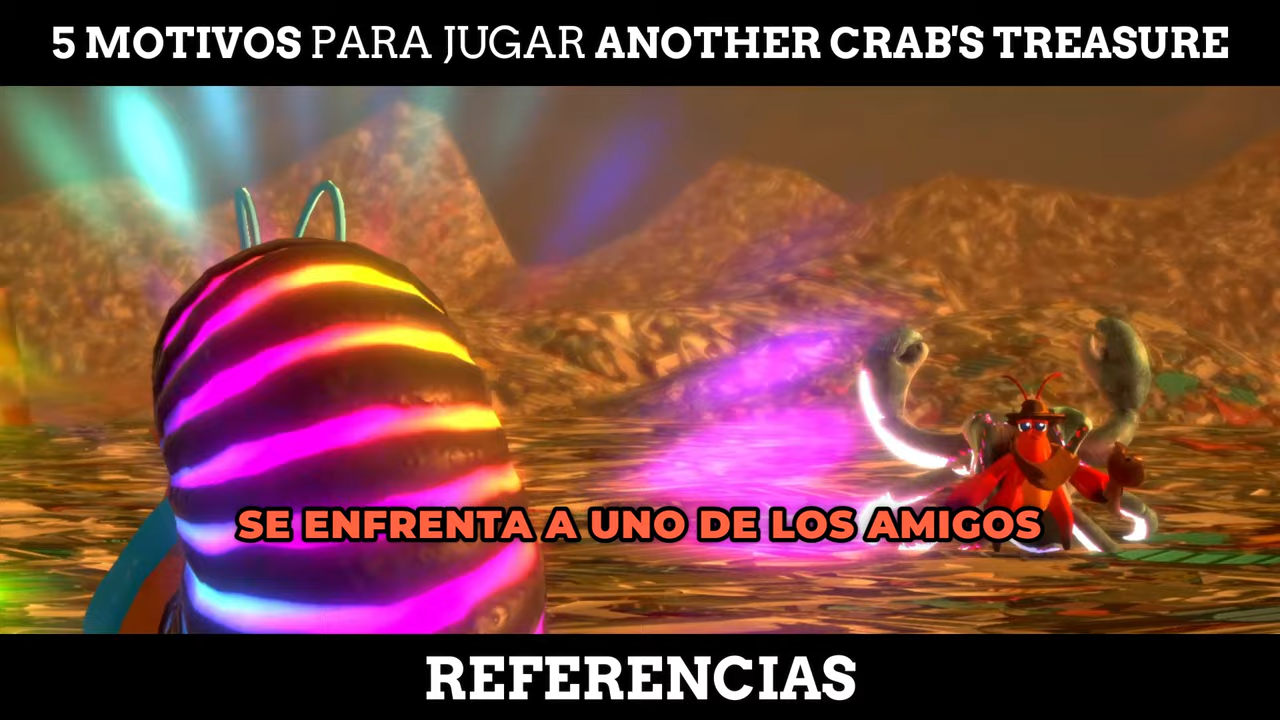 5 MOTIVOS PARA JUGAR ANOTHER CRAB'S TREASURE
SE ENFRENTA A UNO DE LOS AMIGOS
REFERENCIAS